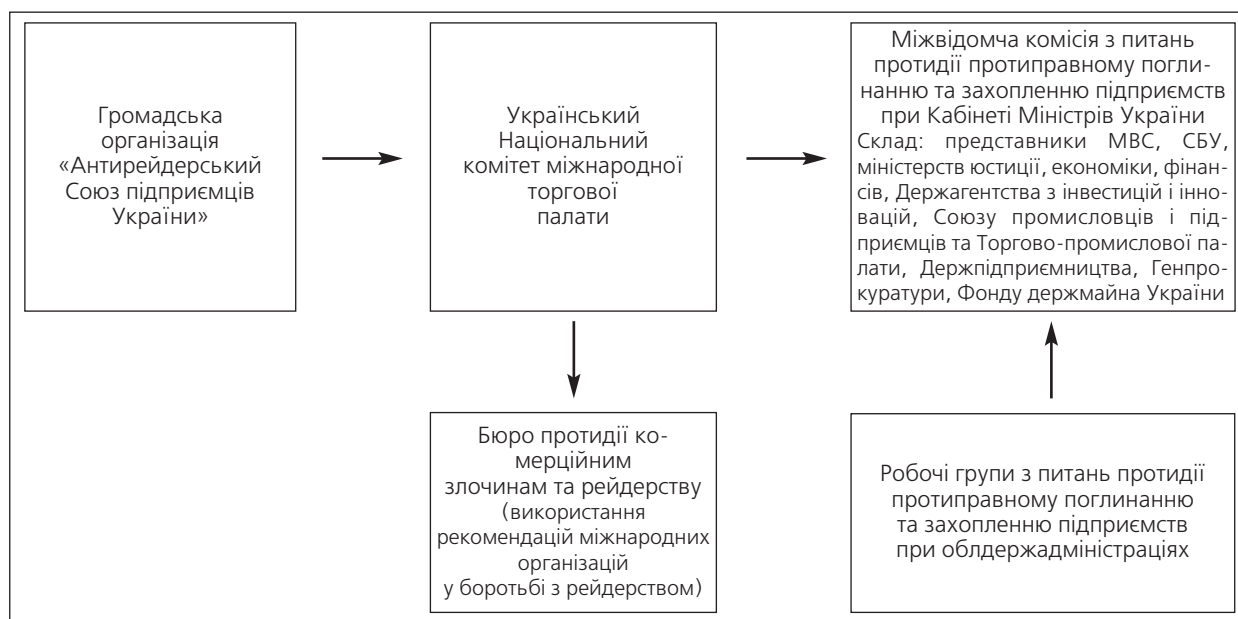 Громадська
організація
«Антирейдерський
Союз підприємців
України»
Український
Національний
комітет міжнародної
торгової
палати
Міжвідомча комісія з питань
протидії протиправному погли-
нанню та захопленню підприємств
при Кабінеті Міністрів України
Склад: представники МВС, СБУ,
міністерств юстиції, економіки, фінан-
сів, Держагентства з інвестицій і інно-
вацій, Союзу промисловців і під-
приємців та Торгово-промислової па-
лати, Держпідприємництва, Генпро-
куратури, Фонду держмайна України
Бюро протидії ко-
мерційним
злочинам та рейдерству
(використання
рекомендацій міжнародних
організацій
у боротьбі з рейдерством)
Робочі групи з питань протидії
протиправному поглинанню
та захопленню підприємств
при облдержадміністраціях